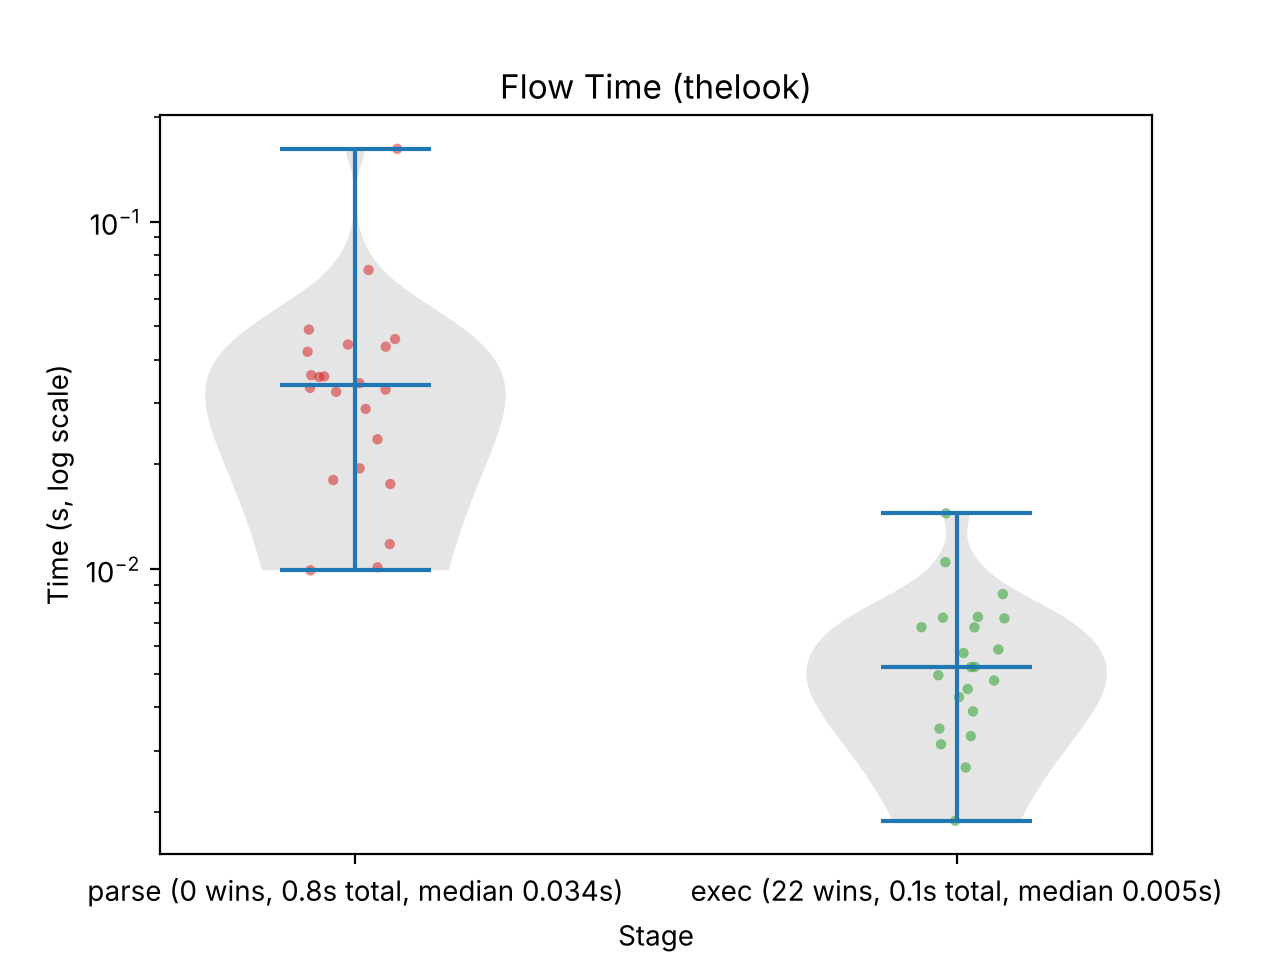 Flow Time (thelook)
10⁻¹
10⁻²
Time (s, log scale)
parse (0 wins, 0.8s total, median 0.034s)
exec (22 wins, 0.1s total, median 0.005s)
Stage